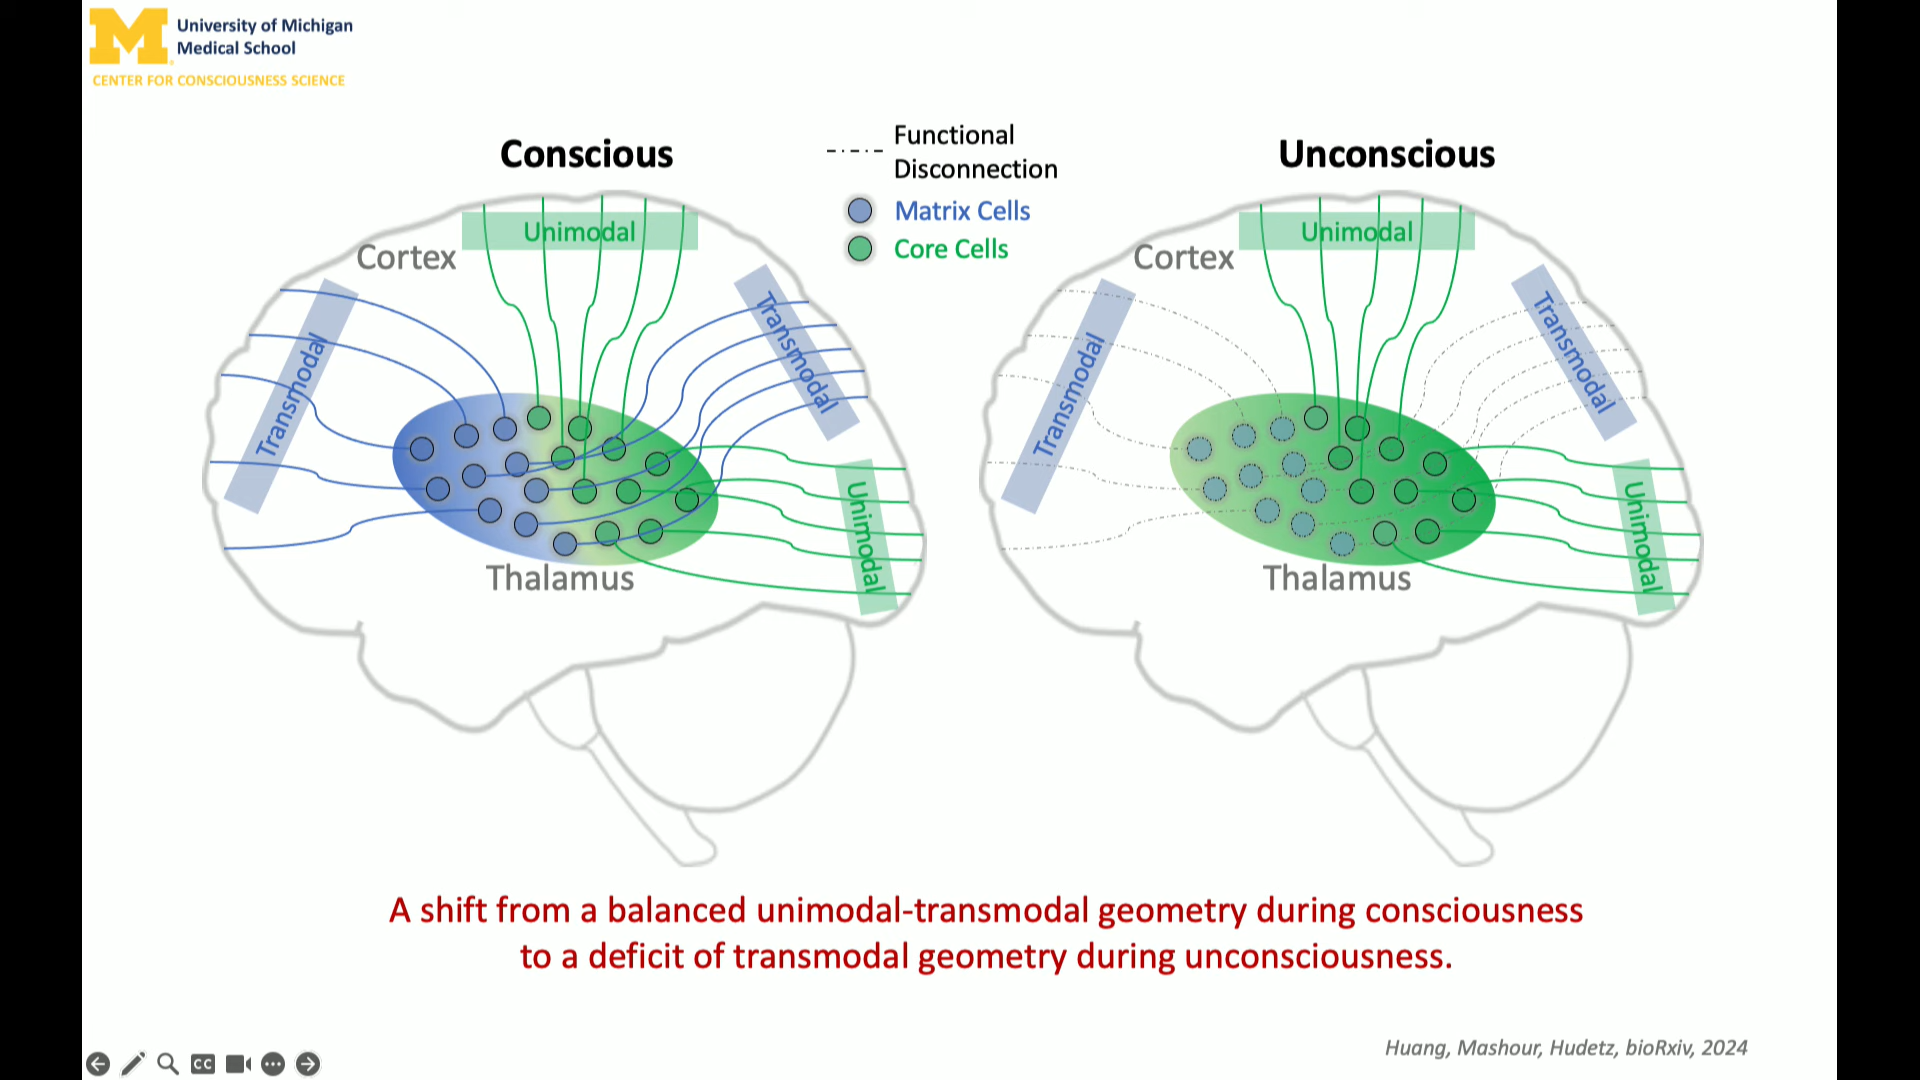 University of Michigan
Medical School
CENTER FOR CONSCIOUSNESS SCIENCE
Conscious
Functional
Disconnection
Matrix Cells
Core Cells
Unconscious
Cortex
Unimodal
Transmodal
Transmodal
Unimodal
Thalamus
Cortex
Unimodal
Transmodal
Transmodal
Unimodal
Thalamus
A shift from a balanced unimodal-transmodal geometry during consciousness
to a deficit of transmodal geometry during unconsciousness.
Huang, Mashour, Hudetz, bioRxiv, 2024
CC